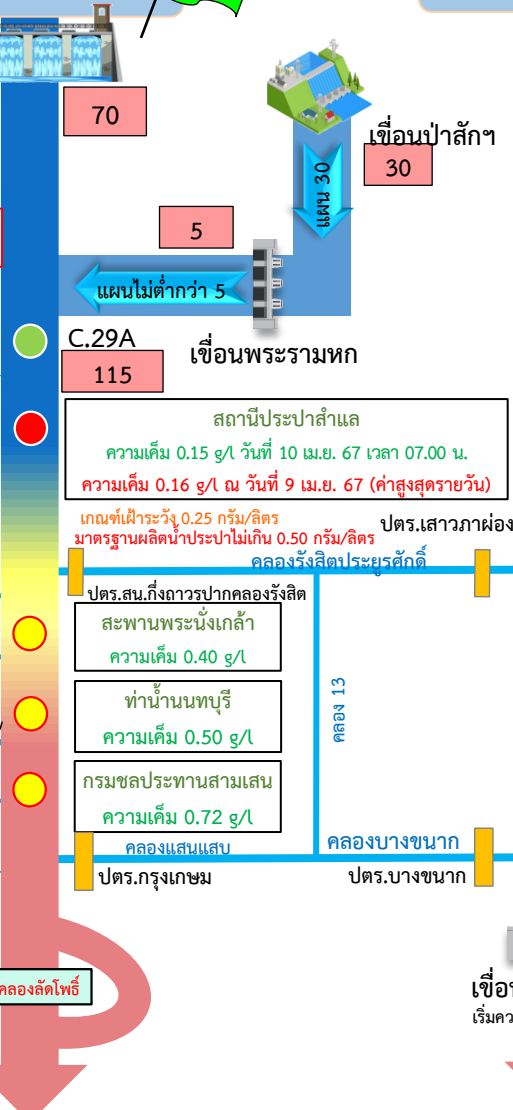 70
เขื่อนป่าสักฯ
30
แผน 30
5
แผนไม่ต่ำกว่า 5
C.29A
เขื่อนพระรามหก
115
สถานีประปาสำแล
ความเค็ม 0.15 g/l วันที่ 10 เม.ย. 67 เวลา 07.00 น.
ความเค็ม 0.16 g/l ณ วันที่ 9 เม.ย. 67 (ค่าสูงสุดรายวัน)
เกณฑ์เฝ้าระวัง 0.25 กรัม/ลิตร
มาตรฐานผลิตน้ำประปาไม่เกิน 0.50 กรัม/ลิตร
ปตร.เสาวภาผ่อง
คลองรังสิตประยูรศักดิ์
ปตร.สน.กึ่งถาวรปากคลองรังสิต
สะพานพระนั่งเกล้า
ความเค็ม 0.40 g/l
ท่าน้ำนนทบุรี
ความเค็ม 0.50 g/l
คลอง 13
กรมชลประทานสามเสน
ความเค็ม 0.72 g/l
คลองแสนแสบ
คลองบางขนาก
ปตร.กรุงเกษม
ปตร.บางขนาก
คลองลัดโพธิ์
เขื่อ
เริ่มคว